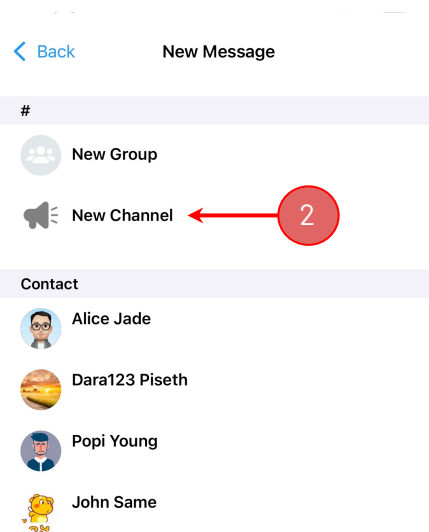 Back
New Message
#
New Group
New Channel
2
Contact
Alice Jade
Dara123 Piseth
Popi Young
John Same